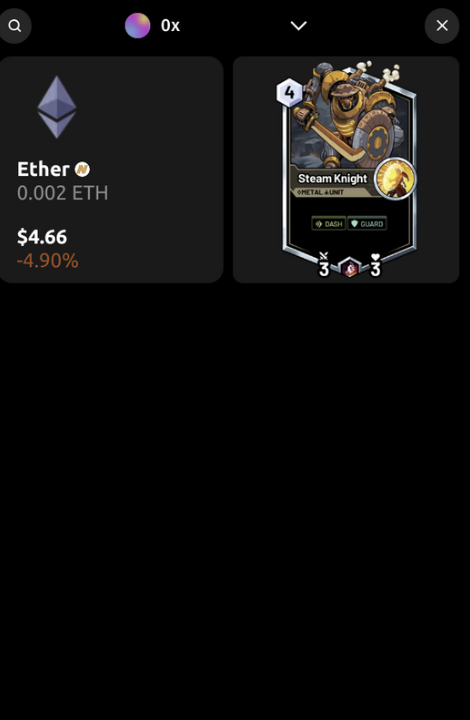 0x
Ether
0.002 ETH
$4.66
-4.90%
4
Steam Knight
METAL UNIT
DASH GUARD
3 3